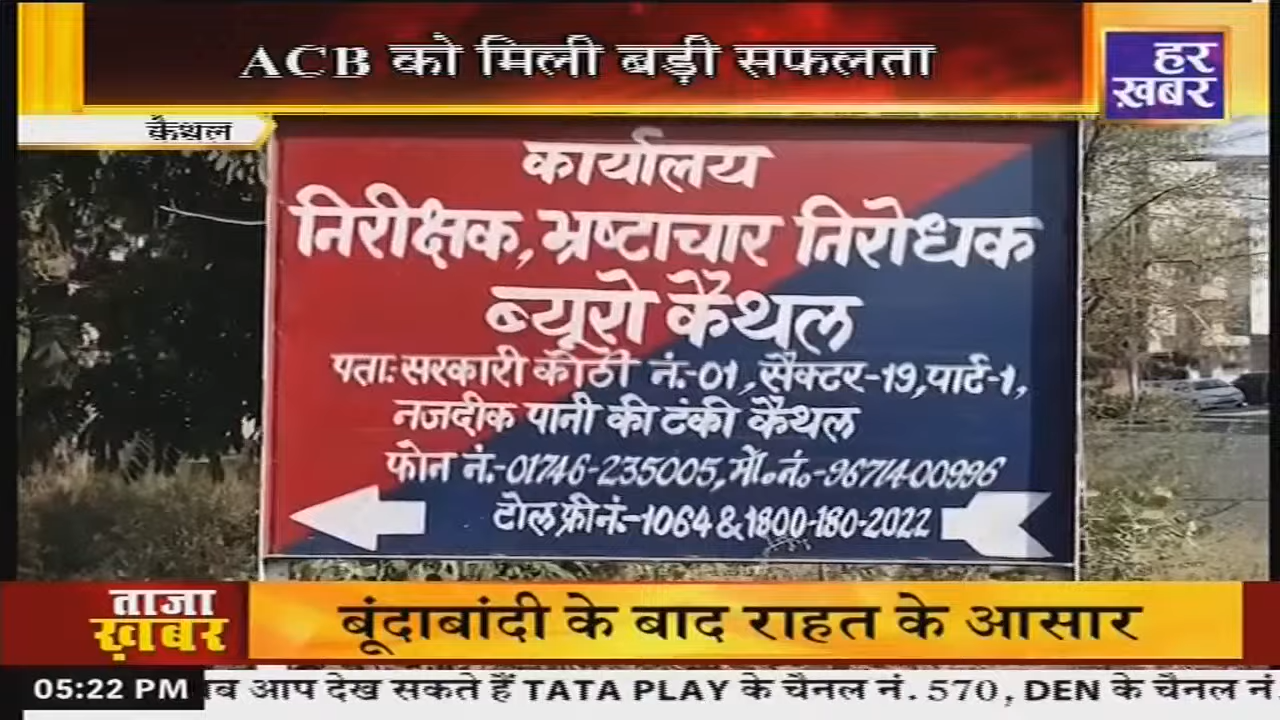 ACB को मिली बड़ी सफलता
हर
ख़बर
कैथल
कार्यालय
निरीक्षक, भ्रष्टाचार निरोधक
ब्यूरो कैथल
पताः सरकारी कोठी नं.-01, सैक्टर-19, पार्ट-1,
नजदीक पानी की टंकी कैथल
फोन नं.-01746-235005, मो. नं.-96714-00996
टोल फ्री नं.-1064 & 1800-180-2022
ताजा
ख़बर
बूंदाबांदी के बाद राहत के आसार
05:22 PM
आप देख सकते हैं TATA PLAY के चैनल नं. 570, DEN के चैनल नं.